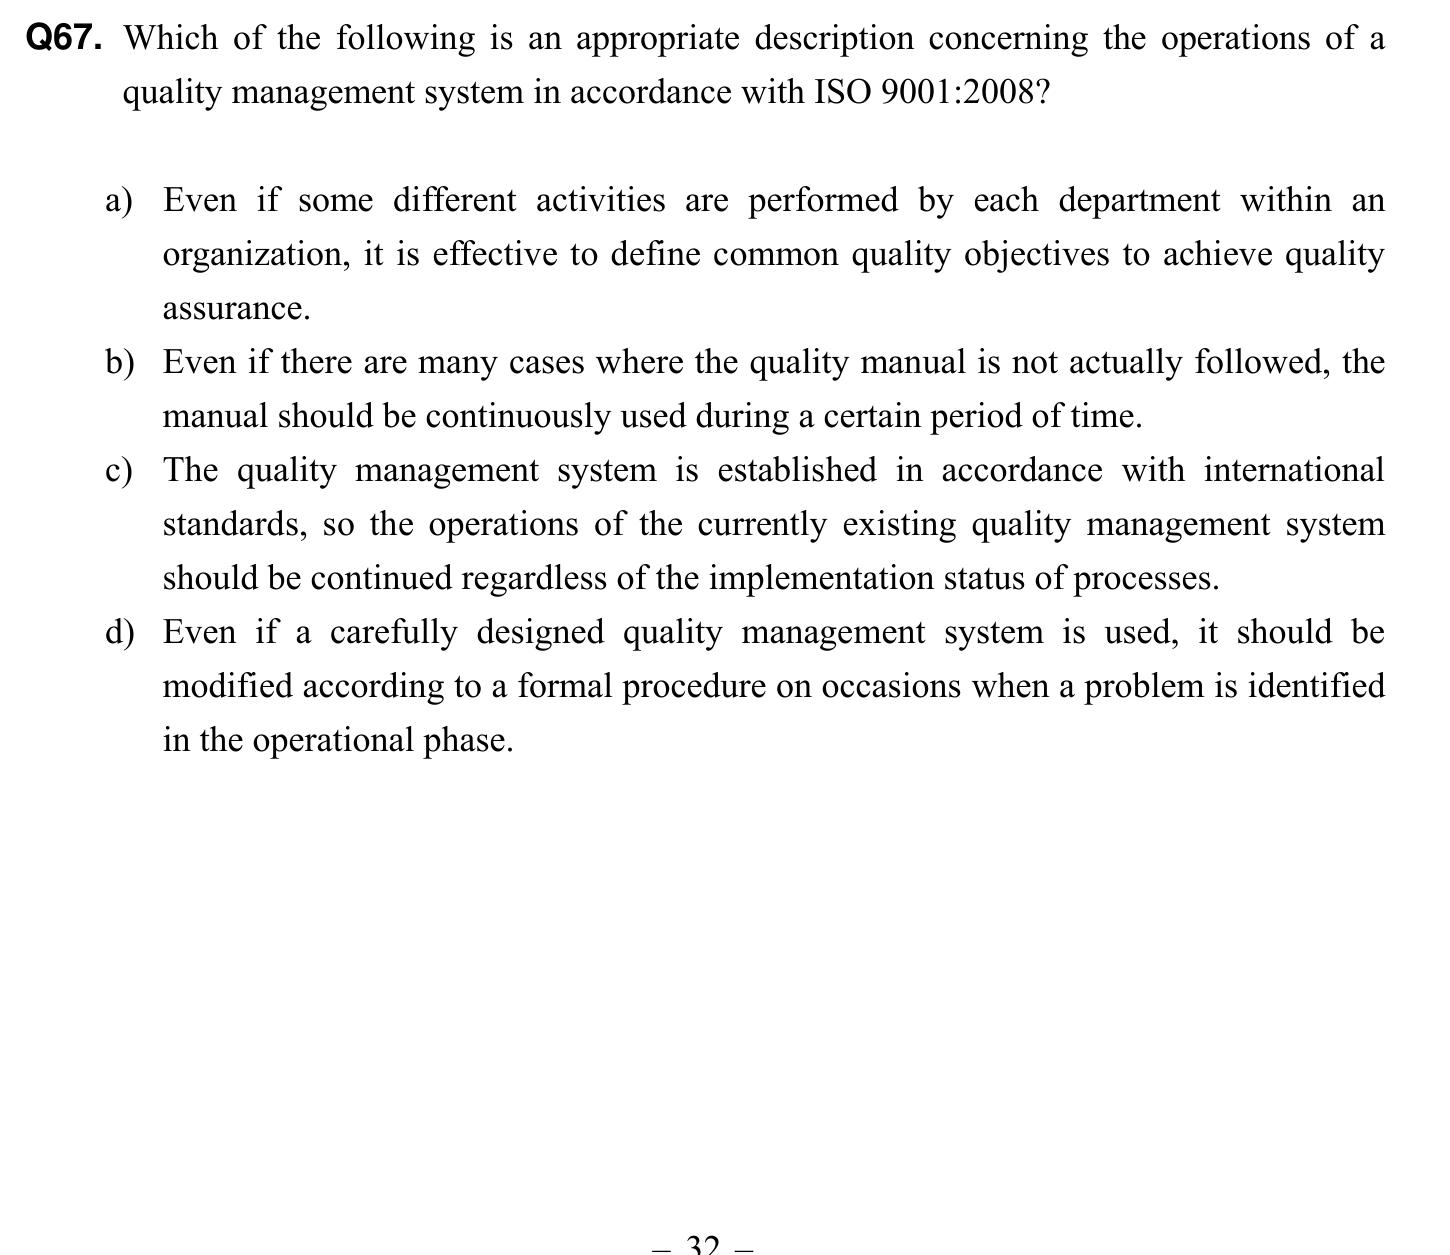 Q67. Which of the following is an appropriate description concerning the operations of a
quality management system in accordance with ISO 9001:2008?
a) Even if some different activities are performed by each department within an
organization, it is effective to define common quality objectives to achieve quality
assurance.
b) Even if there are many cases where the quality manual is not actually followed, the
manual should be continuously used during a certain period of time.
c) The quality management system is established in accordance with international
standards, so the operations of the currently existing quality management system
should be continued regardless of the implementation status of processes.
d) Even if a carefully designed quality management system is used, it should be
modified according to a formal procedure on occasions when a problem is identified
in the operational phase.
– 32 –